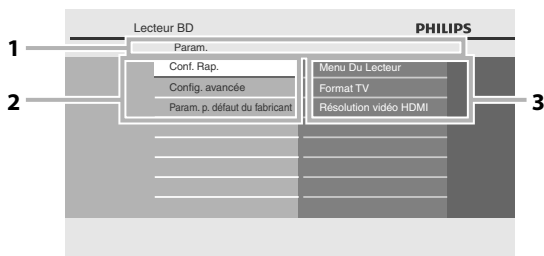 Lecteur BD PHILIPS
1 Param.
Conf. Rap. Menu Du Lecteur
2 Config. avancée Format TV 3
Param. p. défaut du fabricant Résolution vidéo HDMI